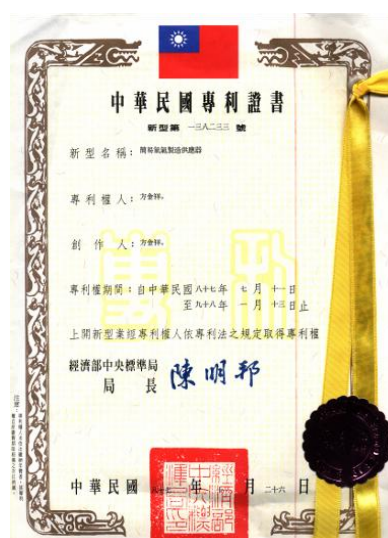 中華民國專利證書
新型第 一三八二三三 號
新型名稱：簡易氧氣製造供應器
專利權人：方金祥。
創作人：方金祥。
專利權期間：自中華民國八十七年 七月 十一日
至九十八年 一月 十三日止
上開新型業經專利權人依專利法之規定取得專利權
經濟部中央標準局
局長 陳明邦
中華民國 年 月 二十六 日